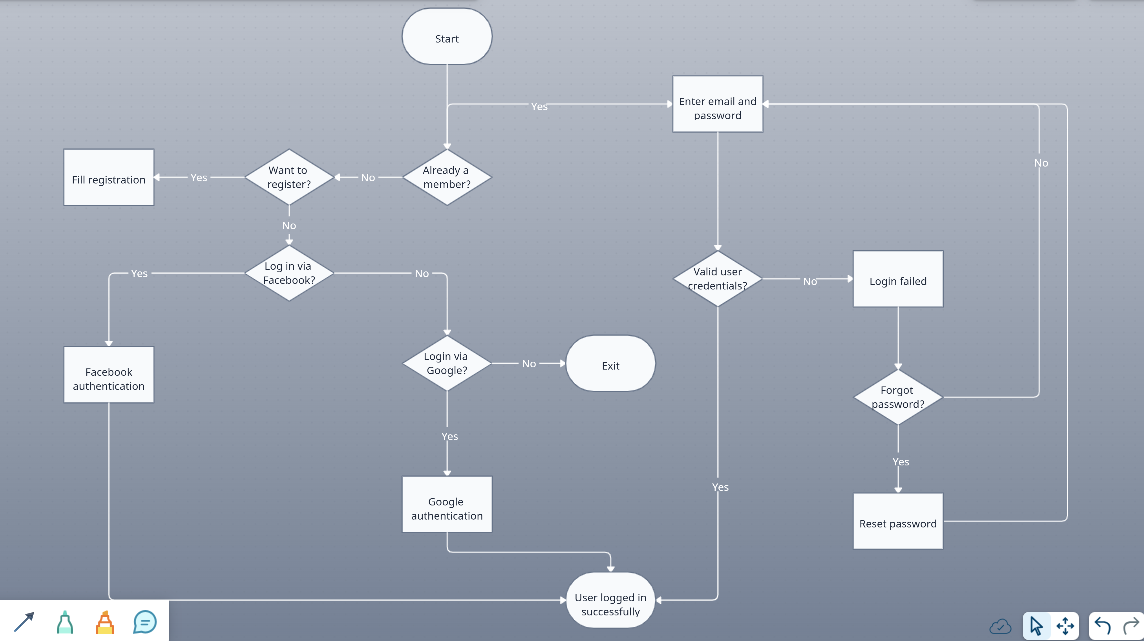 Start
Yes
Enter email and
password
Fill registration
Yes
Want to
register?
No
Already a
member?
No
No
Log in via
Facebook?
Yes
No
Valid user
credentials?
No
Login failed
Facebook
authentication
Login via
Google?
No
Exit
Forgot
password?
Yes
Yes
Yes
Google
authentication
Reset password
User logged in
successfully